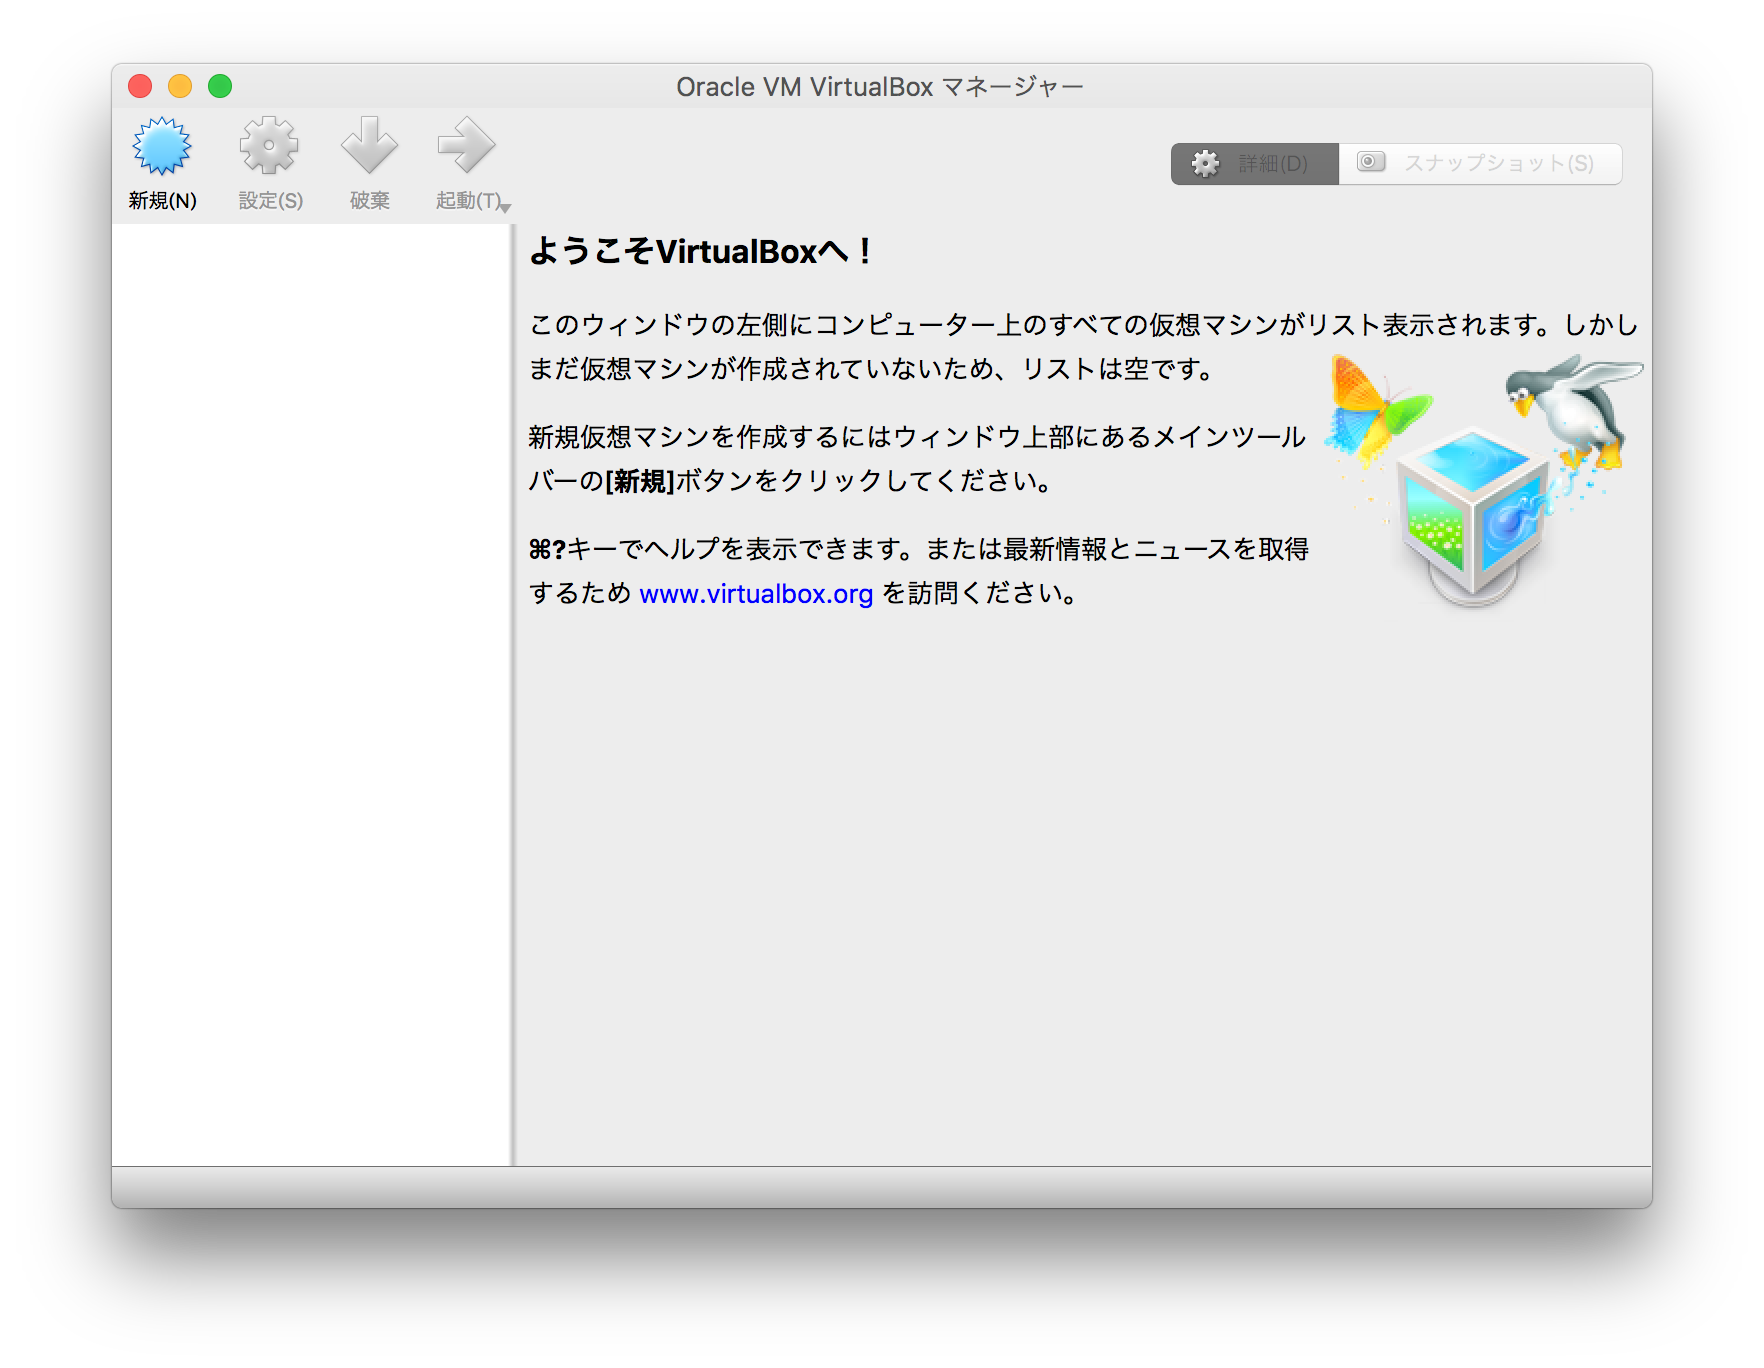 Oracle VM VirtualBox マネージャー
新規(N)
設定(S)
破棄
起動(T)
詳細(D)
スナップショット(S)
ようこそVirtualBoxへ！
このウィンドウの左側にコンピューター上のすべての仮想マシンがリスト表示されます。しかし
まだ仮想マシンが作成されていないため、リストは空です。
新規仮想マシンを作成するにはウィンドウ上部にあるメインツール
バーの[新規]ボタンをクリックしてください。
⌘?キーでヘルプを表示できます。または最新情報とニュースを取得
するため www.virtualbox.org を訪問ください。